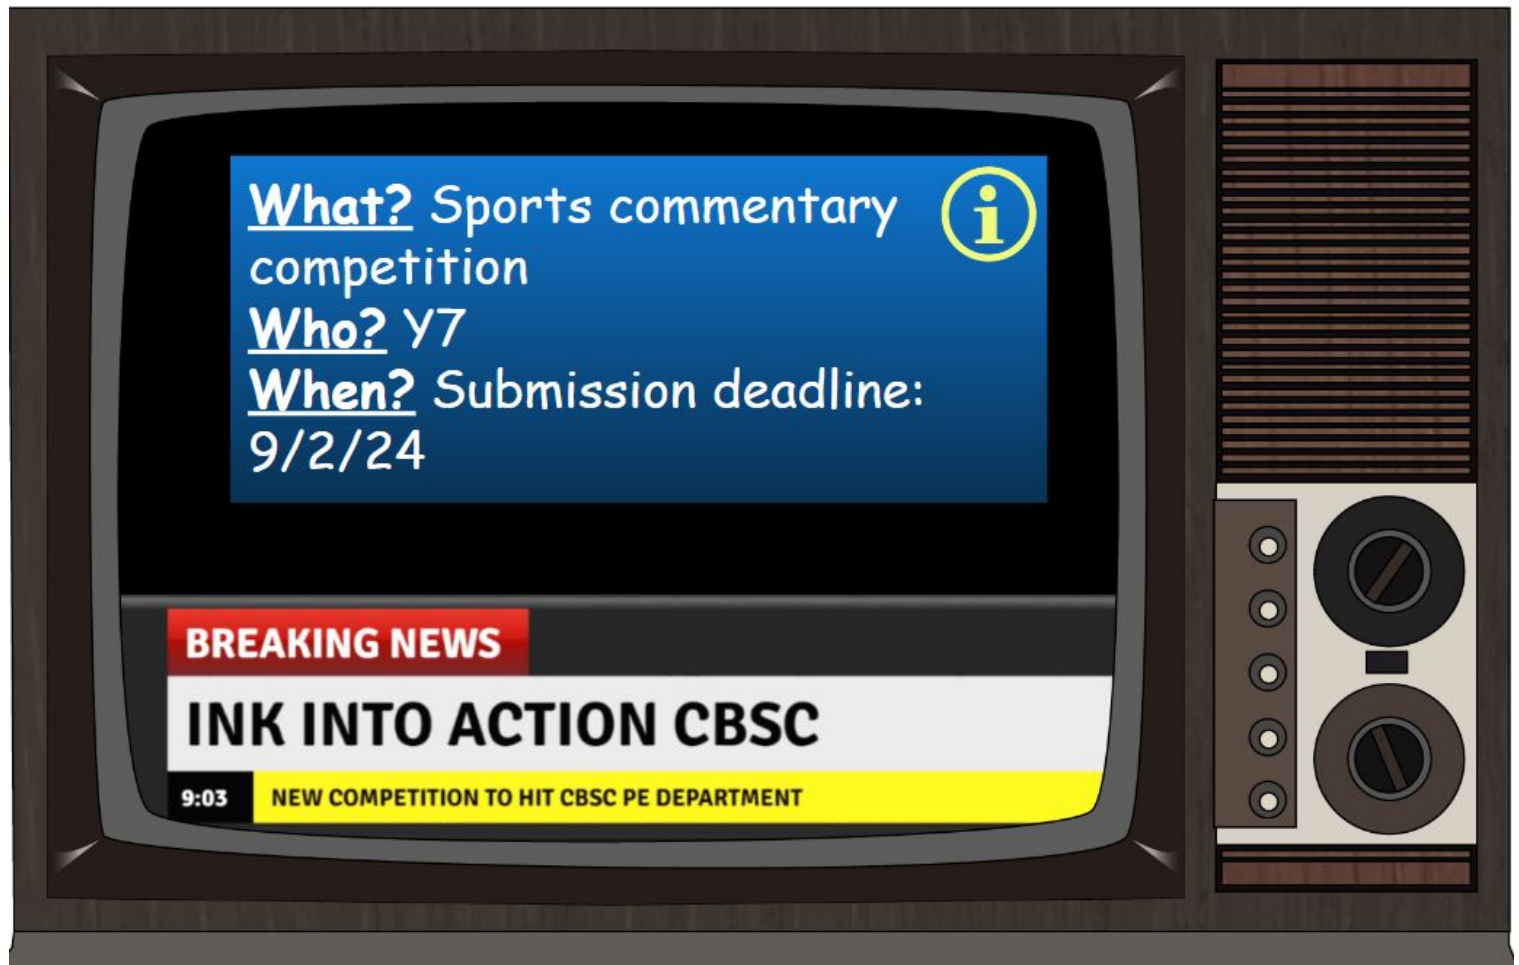 What? Sports commentary
competition
Who? Y7
When? Submission deadline:
9/2/24
BREAKING NEWS
INK INTO ACTION CBSC
9:03 NEW COMPETITION TO HIT CBSC PE DEPARTMENT